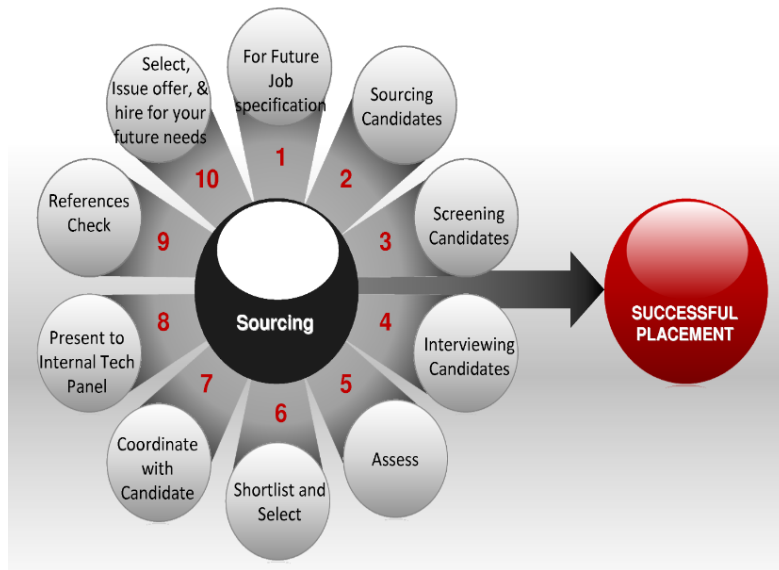 For Future
Job
specification
1
Sourcing
Candidates
2
Screening
Candidates
3
Interviewing
Candidates
4
Assess
5
Shortlist and
Select
6
Coordinate
with
Candidate
7
Present to
Internal Tech
Panel
8
References
Check
9
Select,
Issue offer, &
hire for your
future needs
10
Sourcing
SUCCESSFUL
PLACEMENT